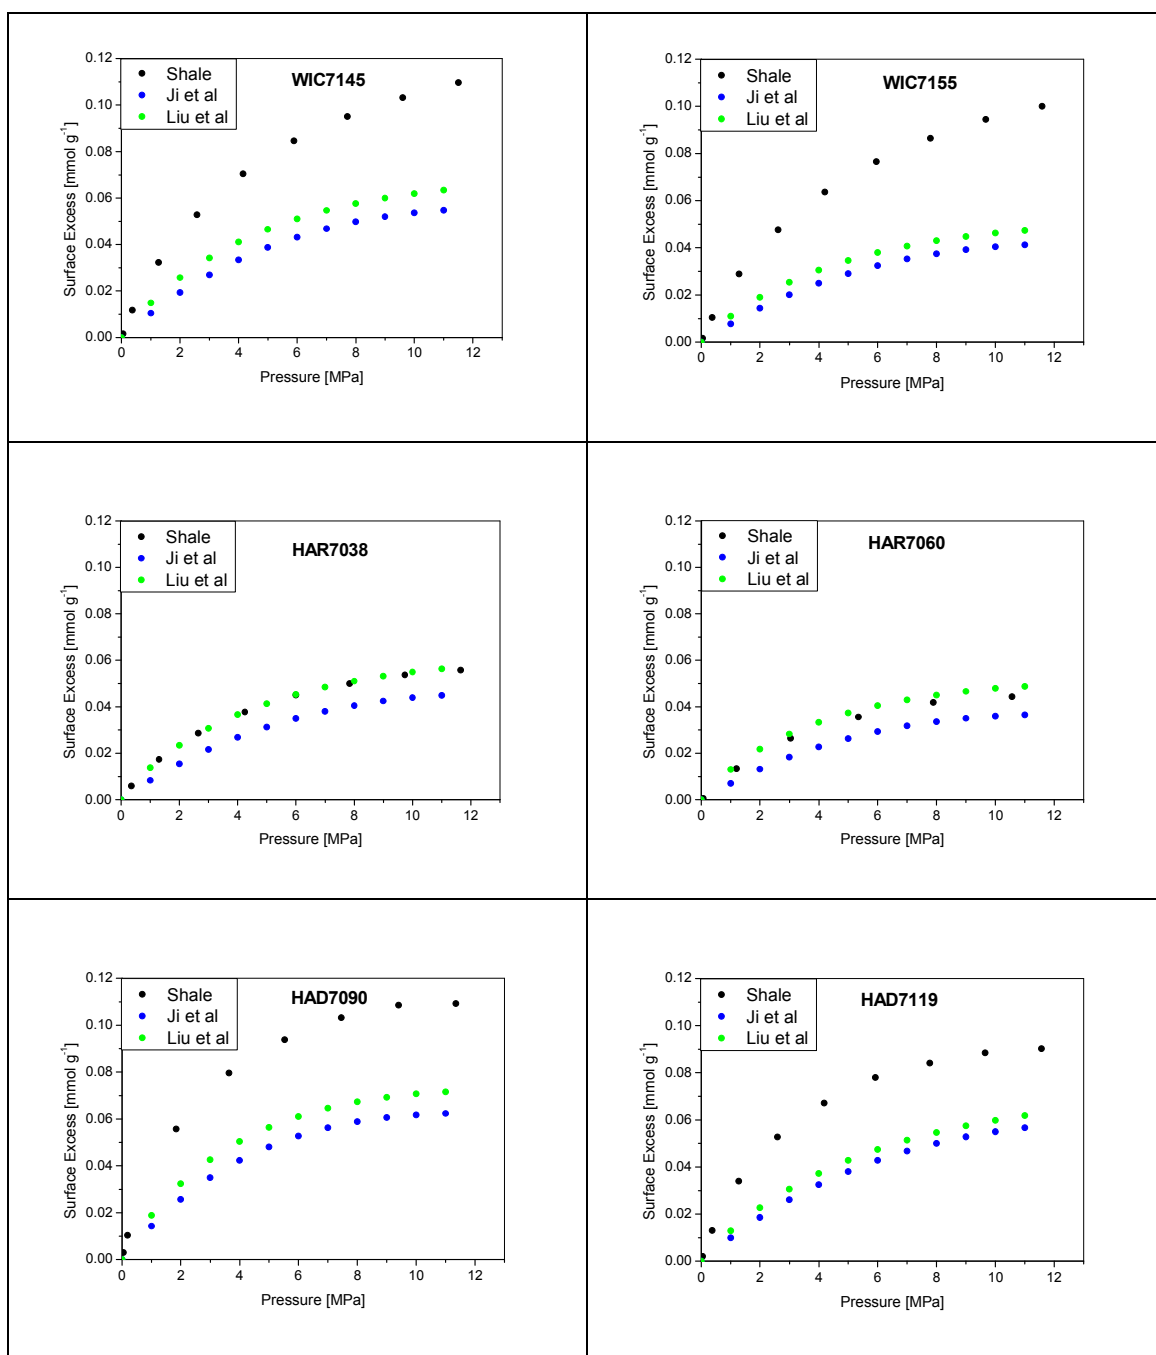 WIC7145
Shale
Ji et al
Liu et al
0.12
0.10
0.08
0.06
0.04
0.02
0.00
Surface Excess [mmol g⁻¹]
0 2 4 6 8 10 12
Pressure [MPa]
WIC7155
Shale
Ji et al
Liu et al
0.12
0.10
0.08
0.06
0.04
0.02
0.00
Surface Excess [mmol g⁻¹]
0 2 4 6 8 10 12
Pressure [MPa]
HAR7038
Shale
Ji et al
Liu et al
0.12
0.10
0.08
0.06
0.04
0.02
0.00
Surface Excess [mmol g⁻¹]
0 2 4 6 8 10 12
Pressure [MPa]
HAR7060
Shale
Ji et al
Liu et al
0.12
0.10
0.08
0.06
0.04
0.02
0.00
Surface Excess [mmol g⁻¹]
0 2 4 6 8 10 12
Pressure [MPa]
HAD7090
Shale
Ji et al
Liu et al
0.12
0.10
0.08
0.06
0.04
0.02
0.00
Surface Excess [mmol g⁻¹]
0 2 4 6 8 10 12
Pressure [MPa]
HAD7119
Shale
Ji et al
Liu et al
0.12
0.10
0.08
0.06
0.04
0.02
0.00
Surface Excess [mmol g⁻¹]
0 2 4 6 8 10 12
Pressure [MPa]